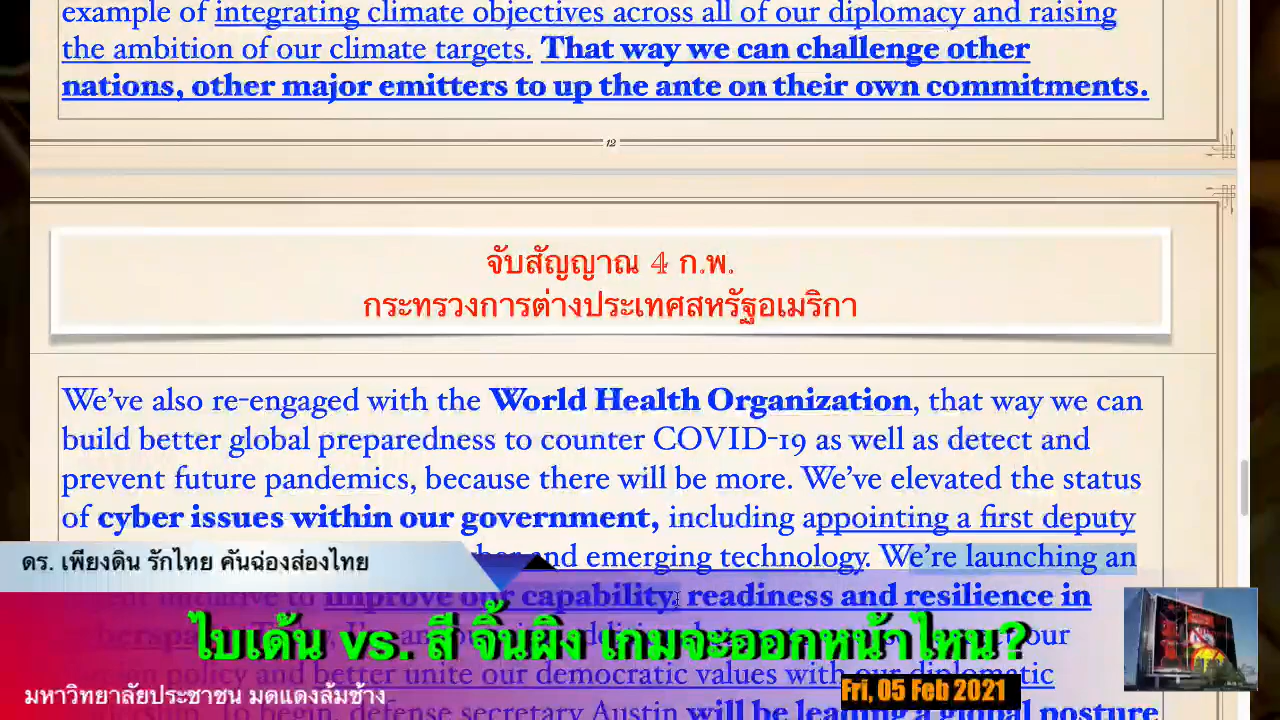 example of integrating climate objectives across all of our diplomacy and raising
the ambition of our climate targets. That way we can challenge other
nations, other major emitters to up the ante on their own commitments.
12
จับสัญญาณ 4 ก.พ.
กระทรวงการต่างประเทศสหรัฐอเมริกา
We've also re-engaged with the World Health Organization, that way we can
build better global preparedness to counter COVID-19 as well as detect and
prevent future pandemics, because there will be more. We've elevated the status
of cyber issues within our government, including appointing a first deputy
and emerging technology. We're launching an
improve our capability, readiness and resilience in
our
and better unite our democratic values with our diplomatic
To begin, defense secretary Austin will be leading a global posture
ดร. เพียงดิน รักไทย คันฉ่องส่องไทย
ไบเด้น vs. สี จิ้นผิง เกมจะออกหน้าไหน?
มหาวิทยาลัยประชาชน มดแดงล้มช้าง
Fri, 05 Feb 2021